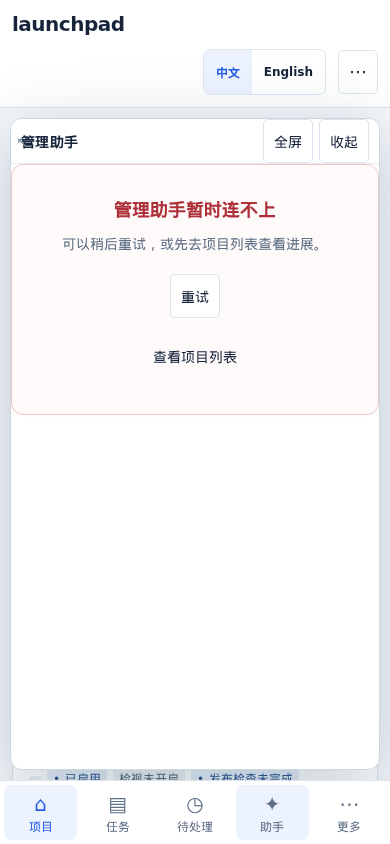 launchpad
中文 English ⋯
管理助手 全屏 收起
管理助手暂时连不上
可以稍后重试，或先去项目列表查看进展。
重试
查看项目列表
• 已启用 检视未开启 • 发布检查未完成
项目 任务 待处理 助手 更多